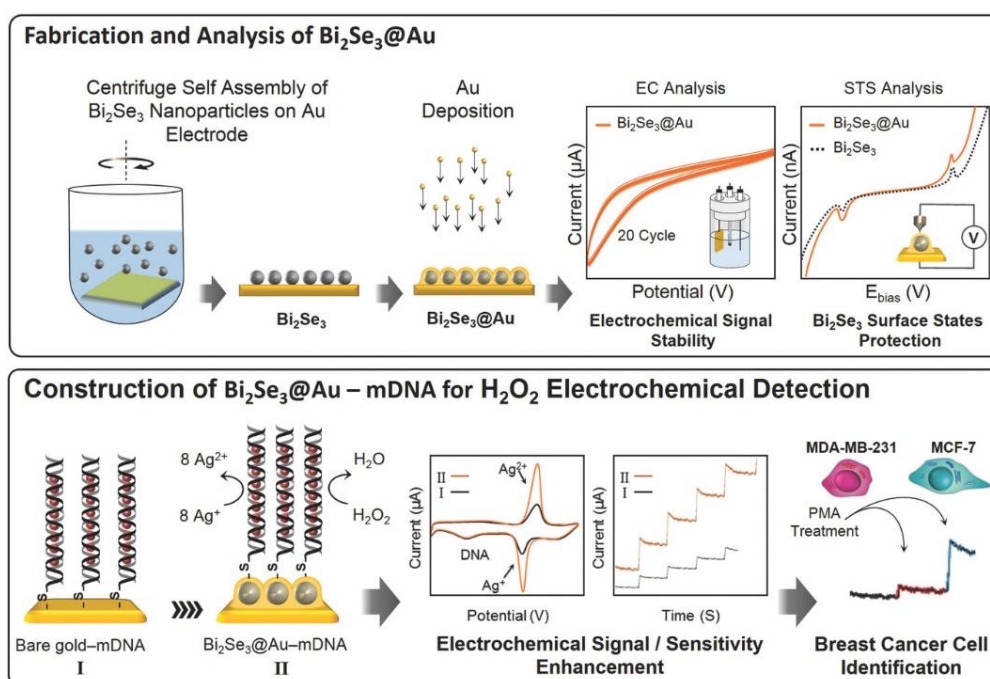 Fabrication and Analysis of Bi₂Se₃@Au
Centrifuge Self Assembly of
Bi₂Se₃ Nanoparticles on Au
Electrode
Bi₂Se₃
Au
Deposition
Bi₂Se₃@Au
EC Analysis
Bi₂Se₃@Au
20 Cycle
Current (µA)
Potential (V)
Electrochemical Signal
Stability
STS Analysis
Bi₂Se₃@Au
Bi₂Se₃
V
Current (nA)
E_bias (V)
Bi₂Se₃ Surface States
Protection
Construction of Bi₂Se₃@Au – mDNA for H₂O₂ Electrochemical Detection
S
S
S
Bare gold–mDNA
I
8 Ag²⁺
8 Ag⁺
H₂O
H₂O₂
S
S
S
Bi₂Se₃@Au–mDNA
II
II
I
Ag²⁺
DNA
Ag⁺
Current (µA)
Potential (V)
II
I
Current (µA)
Time (S)
Electrochemical Signal / Sensitivity
Enhancement
MDA-MB-231
MCF-7
PMA
Treatment
Breast Cancer Cell
Identification